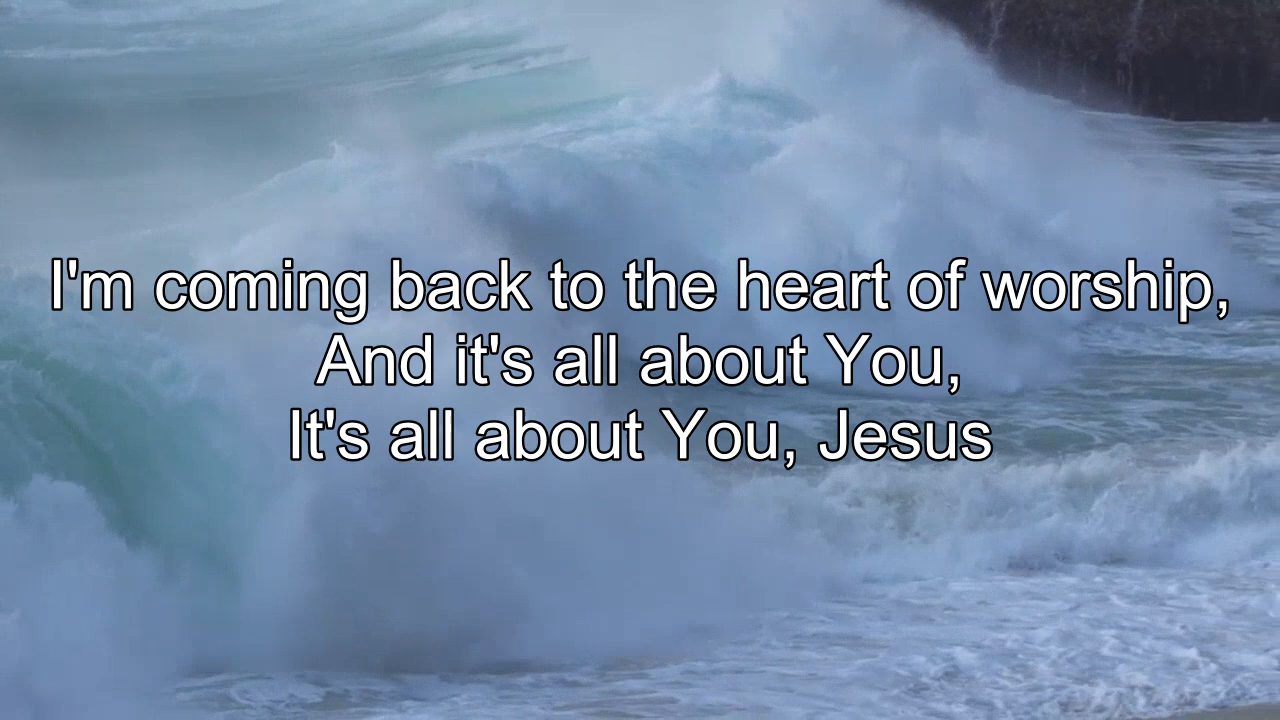 I'm coming back to the heart of worship,
And it's all about You,
It's all about You, Jesus